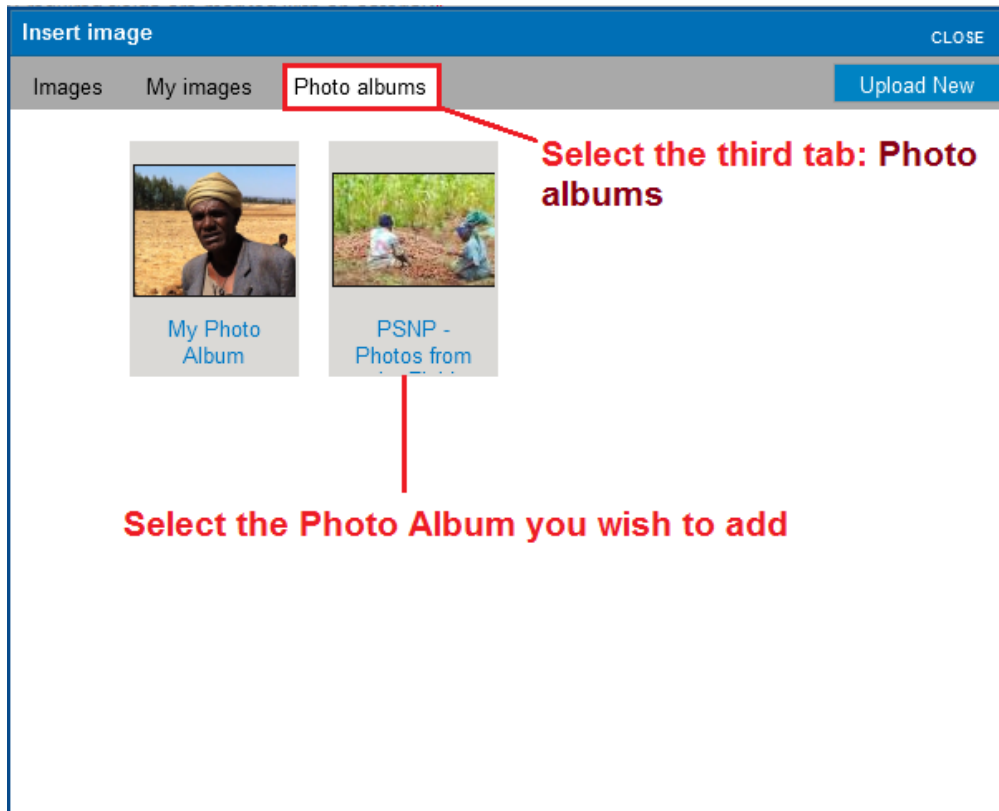 Insert image
CLOSE
Images My images Photo albums Upload New
Select the third tab: Photo
albums
My Photo
Album
PSNP -
Photos from
Select the Photo Album you wish to add